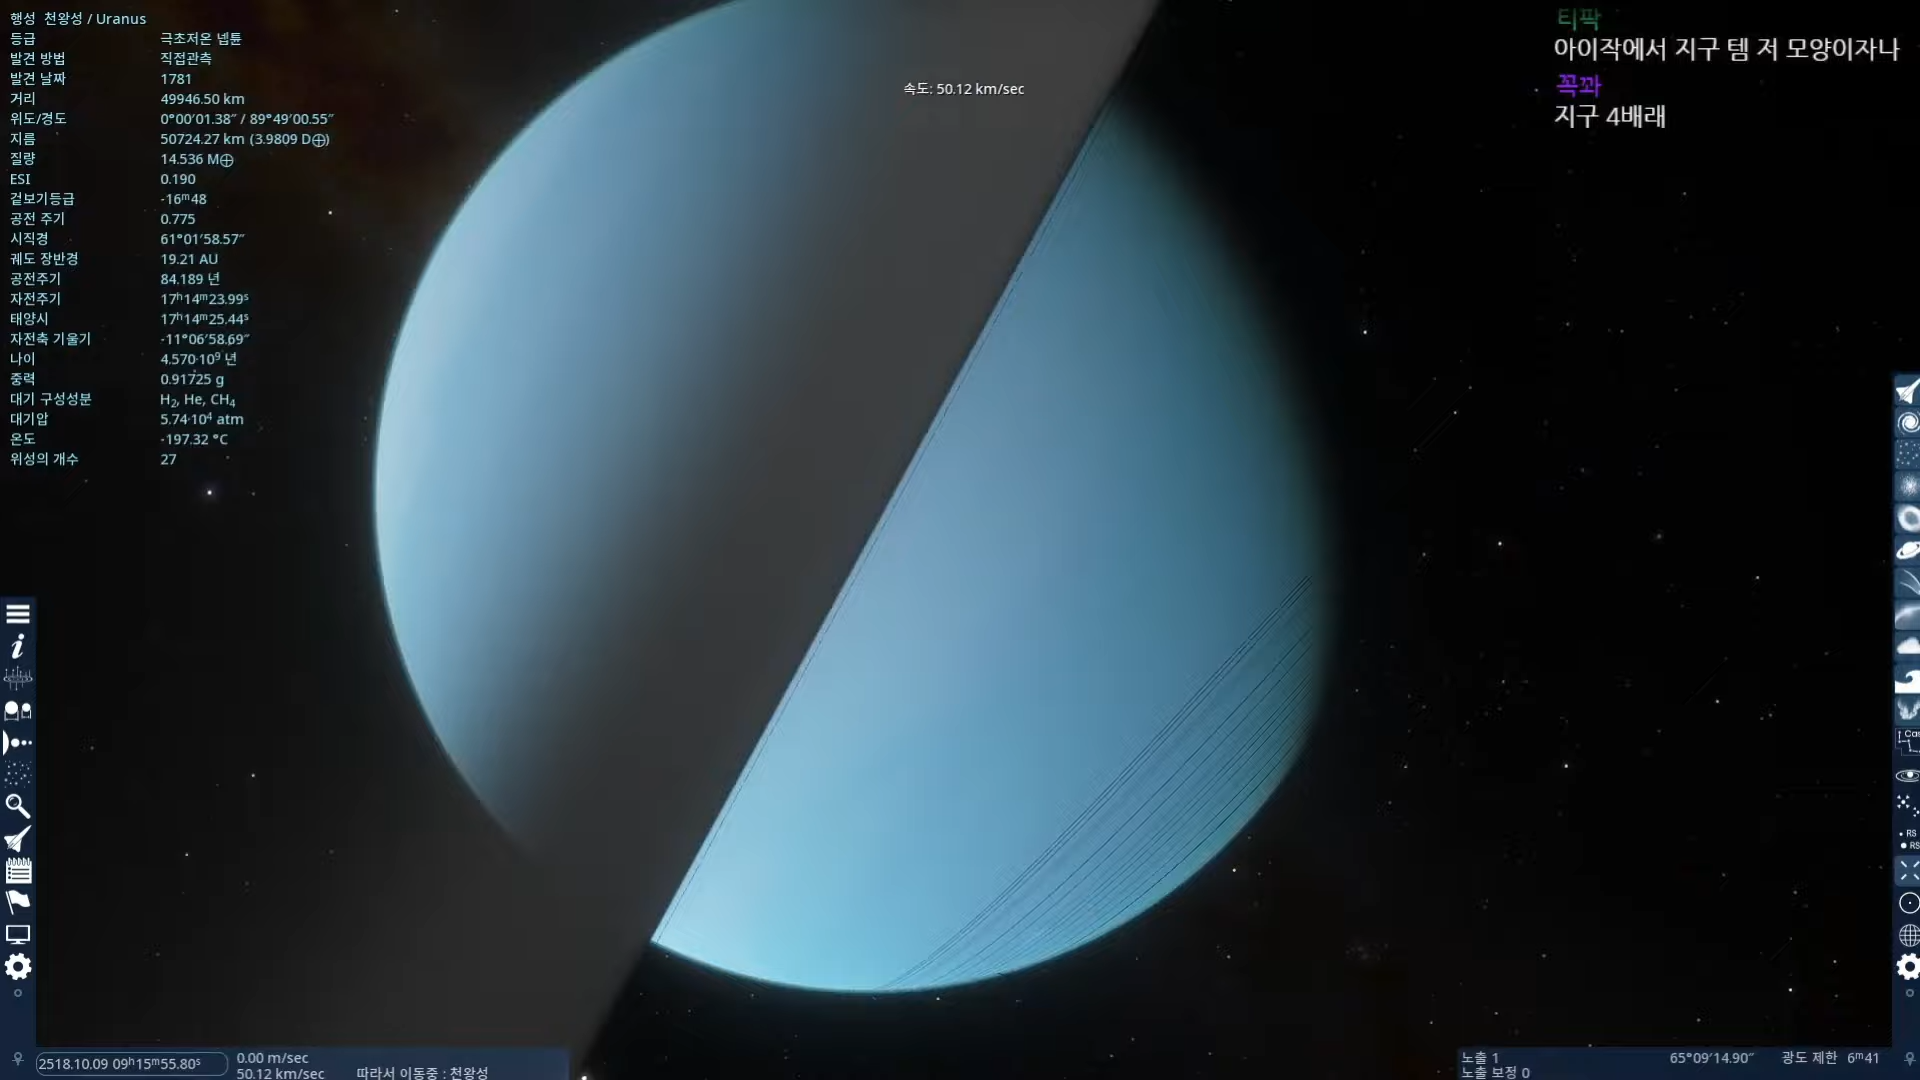 행성 천왕성 / Uranus
등급 극초저온 넵튠
발견 방법 직접관측
발견 날짜 1781
거리 49946.50 km
위도/경도 0°00′01.38″ / 89°49′00.55″
지름 50724.27 km (3.9809 D⊕)
질량 14.536 M⊕
ESI 0.190
겉보기등급 -16ᵐ48
공전 주기 0.775
시직경 61°01′58.57″
궤도 장반경 19.21 AU
공전주기 84.189 년
자전주기 17ʰ14ᵐ23.99ˢ
태양시 17ʰ14ᵐ25.44ˢ
자전축 기울기 -11°06′58.69″
나이 4.570·10⁹ 년
중력 0.91725 g
대기 구성성분 H₂, He, CH₄
대기압 5.74·10⁴ atm
온도 -197.32 °C
위성의 개수 27
속도: 50.12 km/sec
티팍
아이작에서 지구 템 저 모양이자나
꼭꽈
지구 4배래
Cas
RS
RS
2518.10.09 09ʰ15ᵐ55.80ˢ
0.00 m/sec
50.12 km/sec 따라서 이동중 : 천왕성
노출 1 65°09′14.90″ 광도 제한 6ᵐ41
노출 보정 0